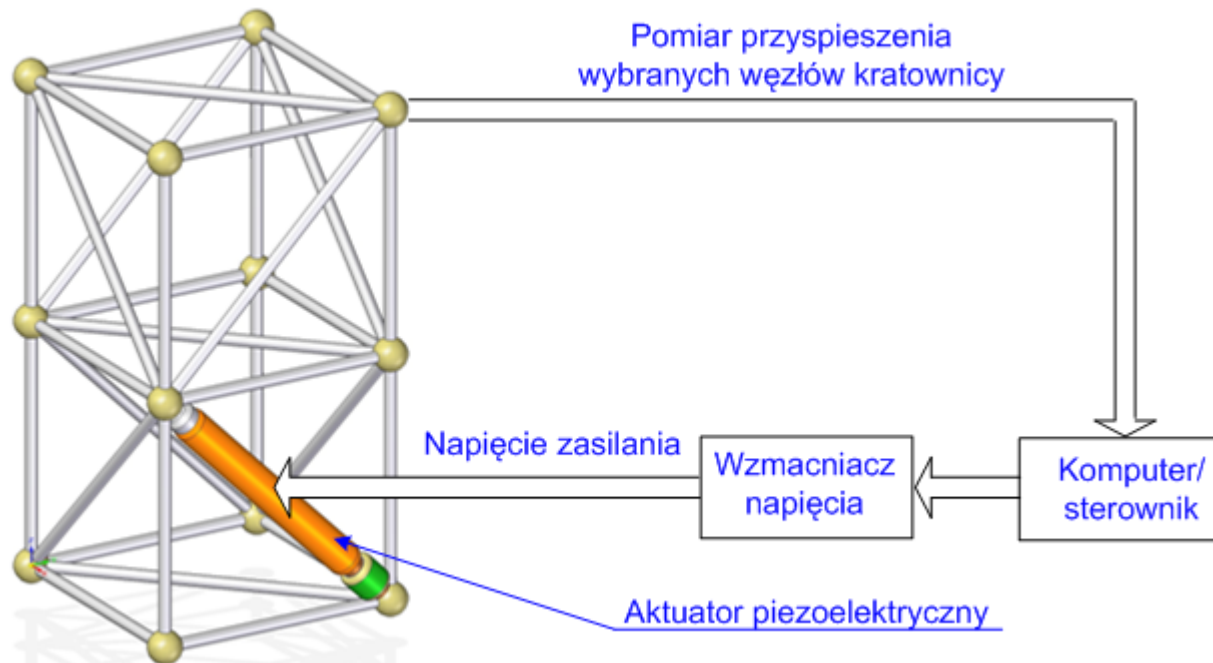 Pomiar przyspieszenia
wybranych węzłów kratownicy
Napięcie zasilania
Wzmacniacz
napięcia
Komputer/
sterownik
Aktuator piezoelektryczny